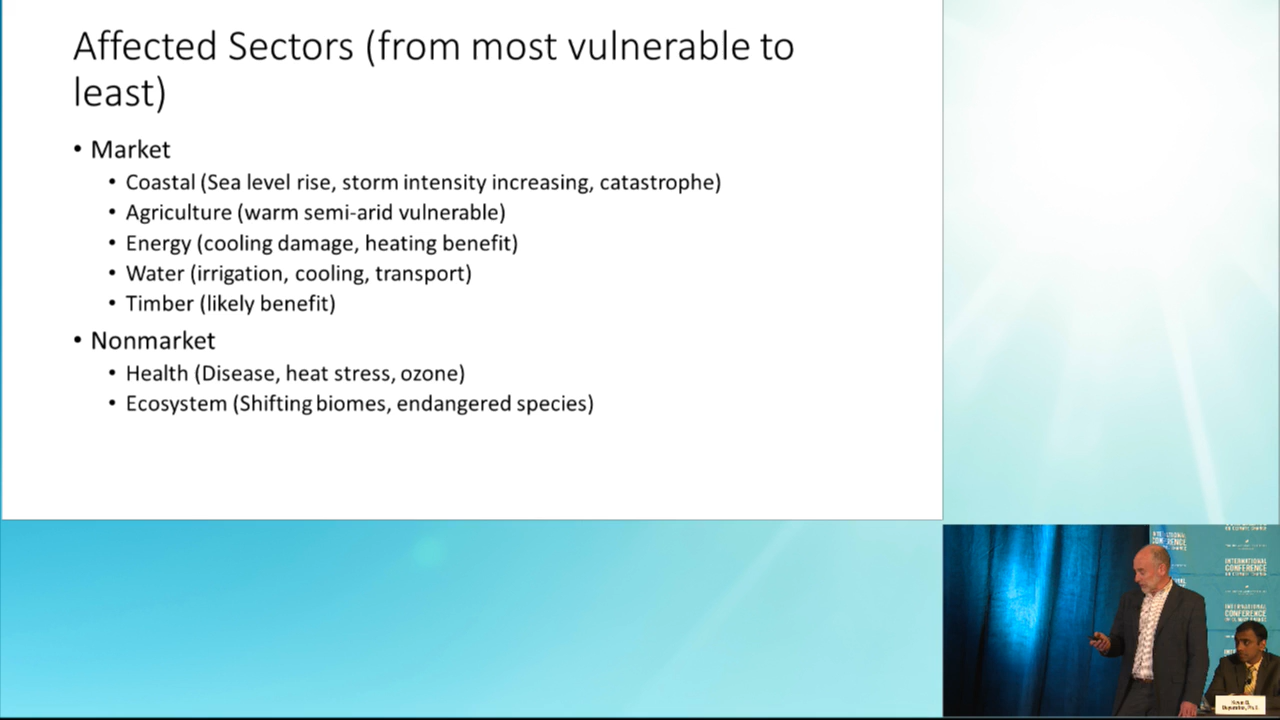 Affected Sectors (from most vulnerable to
least)
• Market
• Coastal (Sea level rise, storm intensity increasing, catastrophe)
• Agriculture (warm semi-arid vulnerable)
• Energy (cooling damage, heating benefit)
• Water (irrigation, cooling, transport)
• Timber (likely benefit)
• Nonmarket
• Health (Disease, heat stress, ozone)
• Ecosystem (Shifting biomes, endangered species)
INTERNATIONAL
CONFERENCE
INTERNATIONAL
CONFERENCE